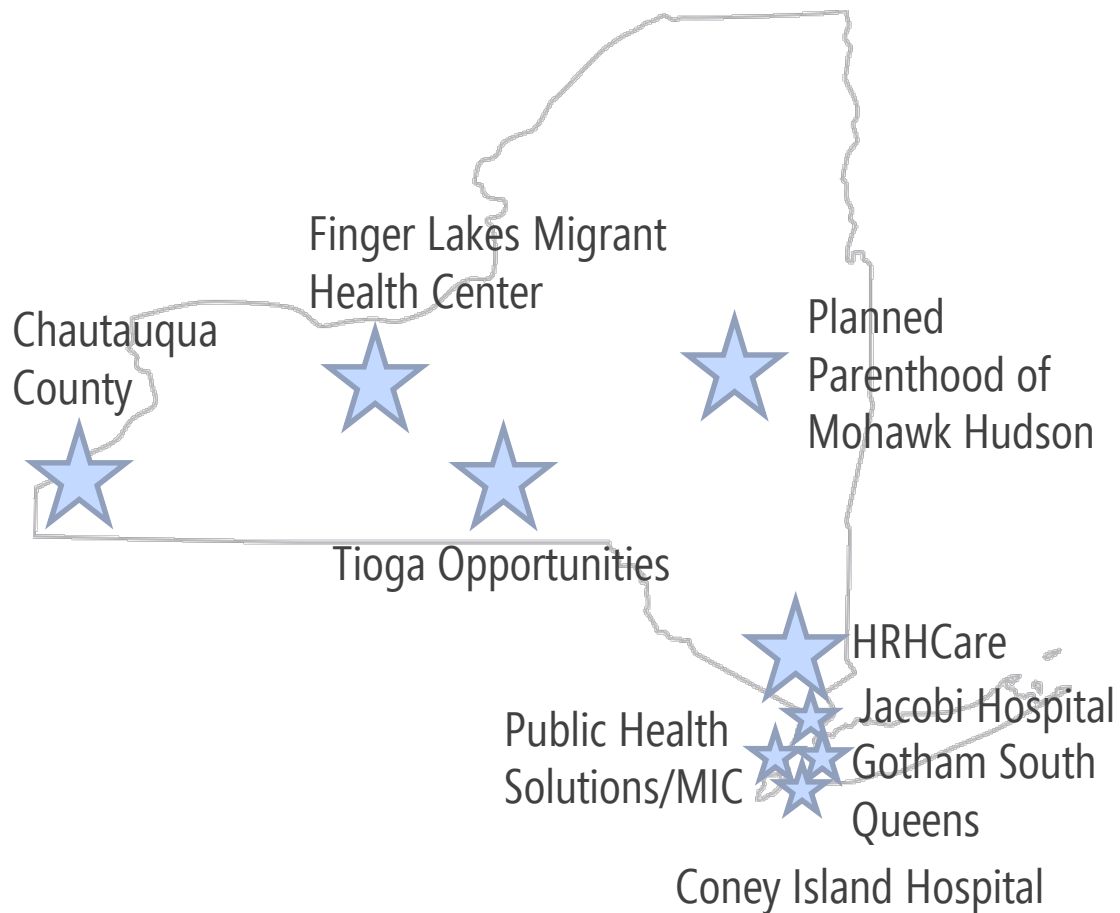 Finger Lakes Migrant
Health Center
Chautauqua
County
Planned
Parenthood of
Mohawk Hudson
Tioga Opportunities
HRHCare
Jacobi Hospital
Public Health
Solutions/MIC
Gotham South
Queens
Coney Island Hospital